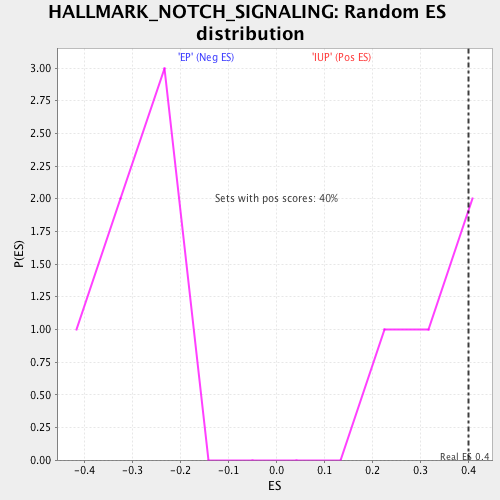 HALLMARK_NOTCH_SIGNALING: Random ES
distribution
'EP' (Neg ES)
'IUP' (Pos ES)
3.00
2.75
2.50
2.25
2.00
Sets with pos scores: 40%
1.75
P(ES)
1.50
1.25
1.00
0.75
0.50
0.25
Real ES 0.4
0.00
-0.4 -0.3 -0.2 -0.1 0.0 0.1 0.2 0.3 0.4
ES